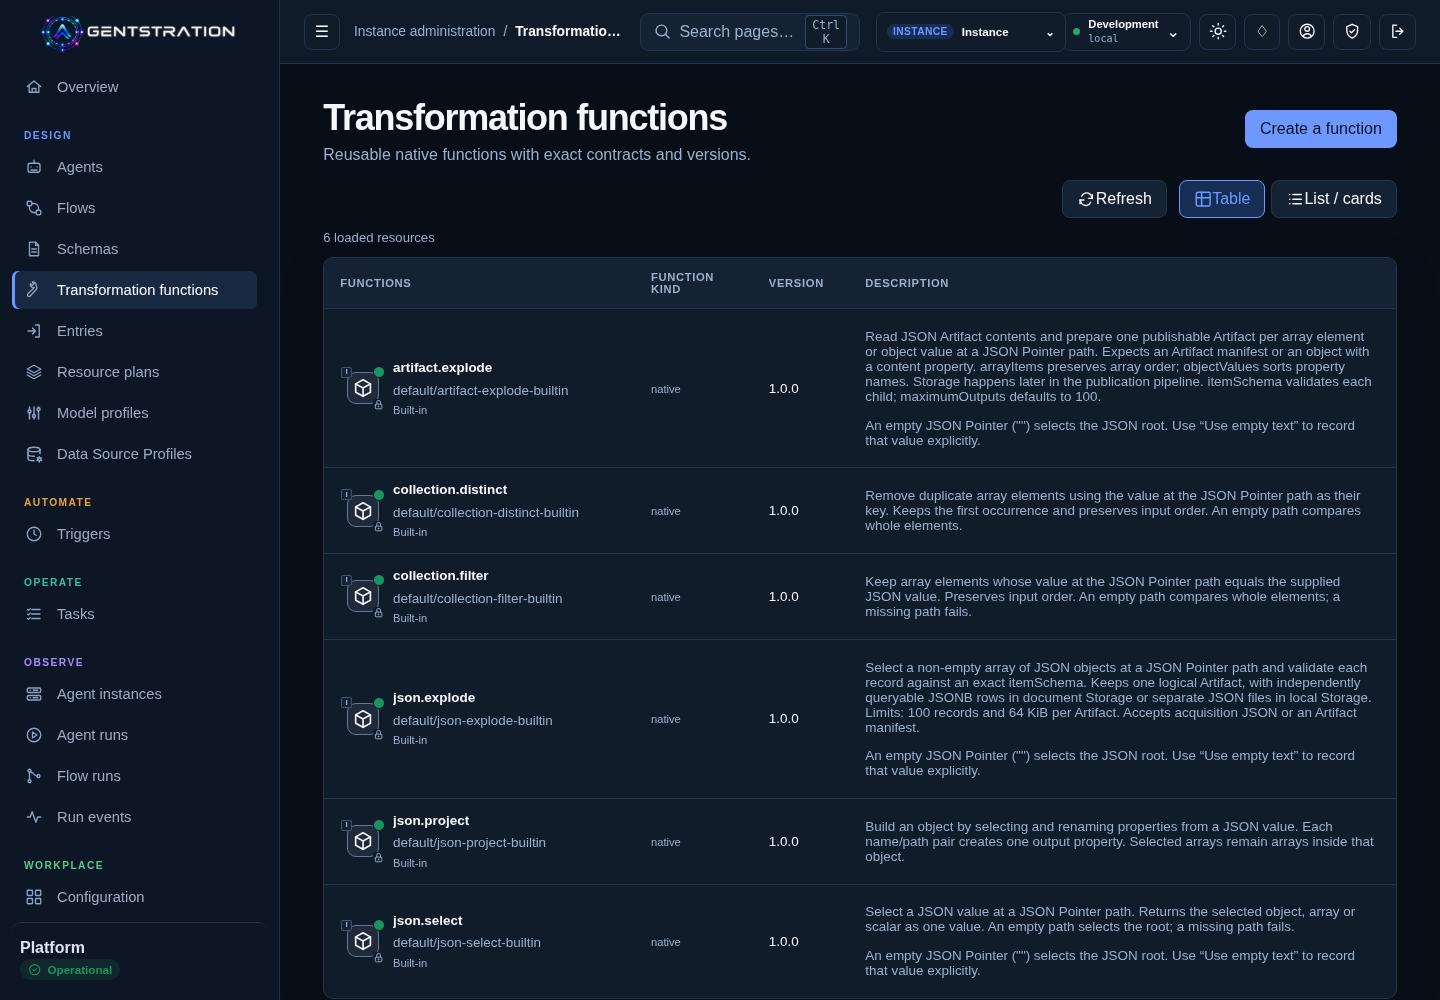 GENTSTRATION
Overview
DESIGN
Agents
Flows
Schemas
Transformation functions
Entries
Resource plans
Model profiles
Data Source Profiles
AUTOMATE
Triggers
OPERATE
Tasks
OBSERVE
Agent instances
Agent runs
Flow runs
Run events
WORKPLACE
Configuration
Platform
Operational
Instance administration / Transformatio…
Search pages…
Ctrl
K
INSTANCE Instance
Development
local
Transformation functions
Reusable native functions with exact contracts and versions.
Create a function
Refresh
Table
List / cards
6 loaded resources
FUNCTIONS
FUNCTION
KIND
VERSION
DESCRIPTION
I
artifact.explode
default/artifact-explode-builtin
Built-in
native
1.0.0
Read JSON Artifact contents and prepare one publishable Artifact per array element
or object value at a JSON Pointer path. Expects an Artifact manifest or an object with
a content property. arrayItems preserves array order; objectValues sorts property
names. Storage happens later in the publication pipeline. itemSchema validates each
child; maximumOutputs defaults to 100.
An empty JSON Pointer ("") selects the JSON root. Use “Use empty text” to record
that value explicitly.
I
collection.distinct
default/collection-distinct-builtin
Built-in
native
1.0.0
Remove duplicate array elements using the value at the JSON Pointer path as their
key. Keeps the first occurrence and preserves input order. An empty path compares
whole elements.
I
collection.filter
default/collection-filter-builtin
Built-in
native
1.0.0
Keep array elements whose value at the JSON Pointer path equals the supplied
JSON value. Preserves input order. An empty path compares whole elements; a
missing path fails.
I
json.explode
default/json-explode-builtin
Built-in
native
1.0.0
Select a non-empty array of JSON objects at a JSON Pointer path and validate each
record against an exact itemSchema. Keeps one logical Artifact, with independently
queryable JSONB rows in document Storage or separate JSON files in local Storage.
Limits: 100 records and 64 KiB per Artifact. Accepts acquisition JSON or an Artifact
manifest.
An empty JSON Pointer ("") selects the JSON root. Use “Use empty text” to record
that value explicitly.
I
json.project
default/json-project-builtin
Built-in
native
1.0.0
Build an object by selecting and renaming properties from a JSON value. Each
name/path pair creates one output property. Selected arrays remain arrays inside that
object.
I
json.select
default/json-select-builtin
Built-in
native
1.0.0
Select a JSON value at a JSON Pointer path. Returns the selected object, array or
scalar as one value. An empty path selects the root; a missing path fails.
An empty JSON Pointer ("") selects the JSON root. Use “Use empty text” to record
that value explicitly.